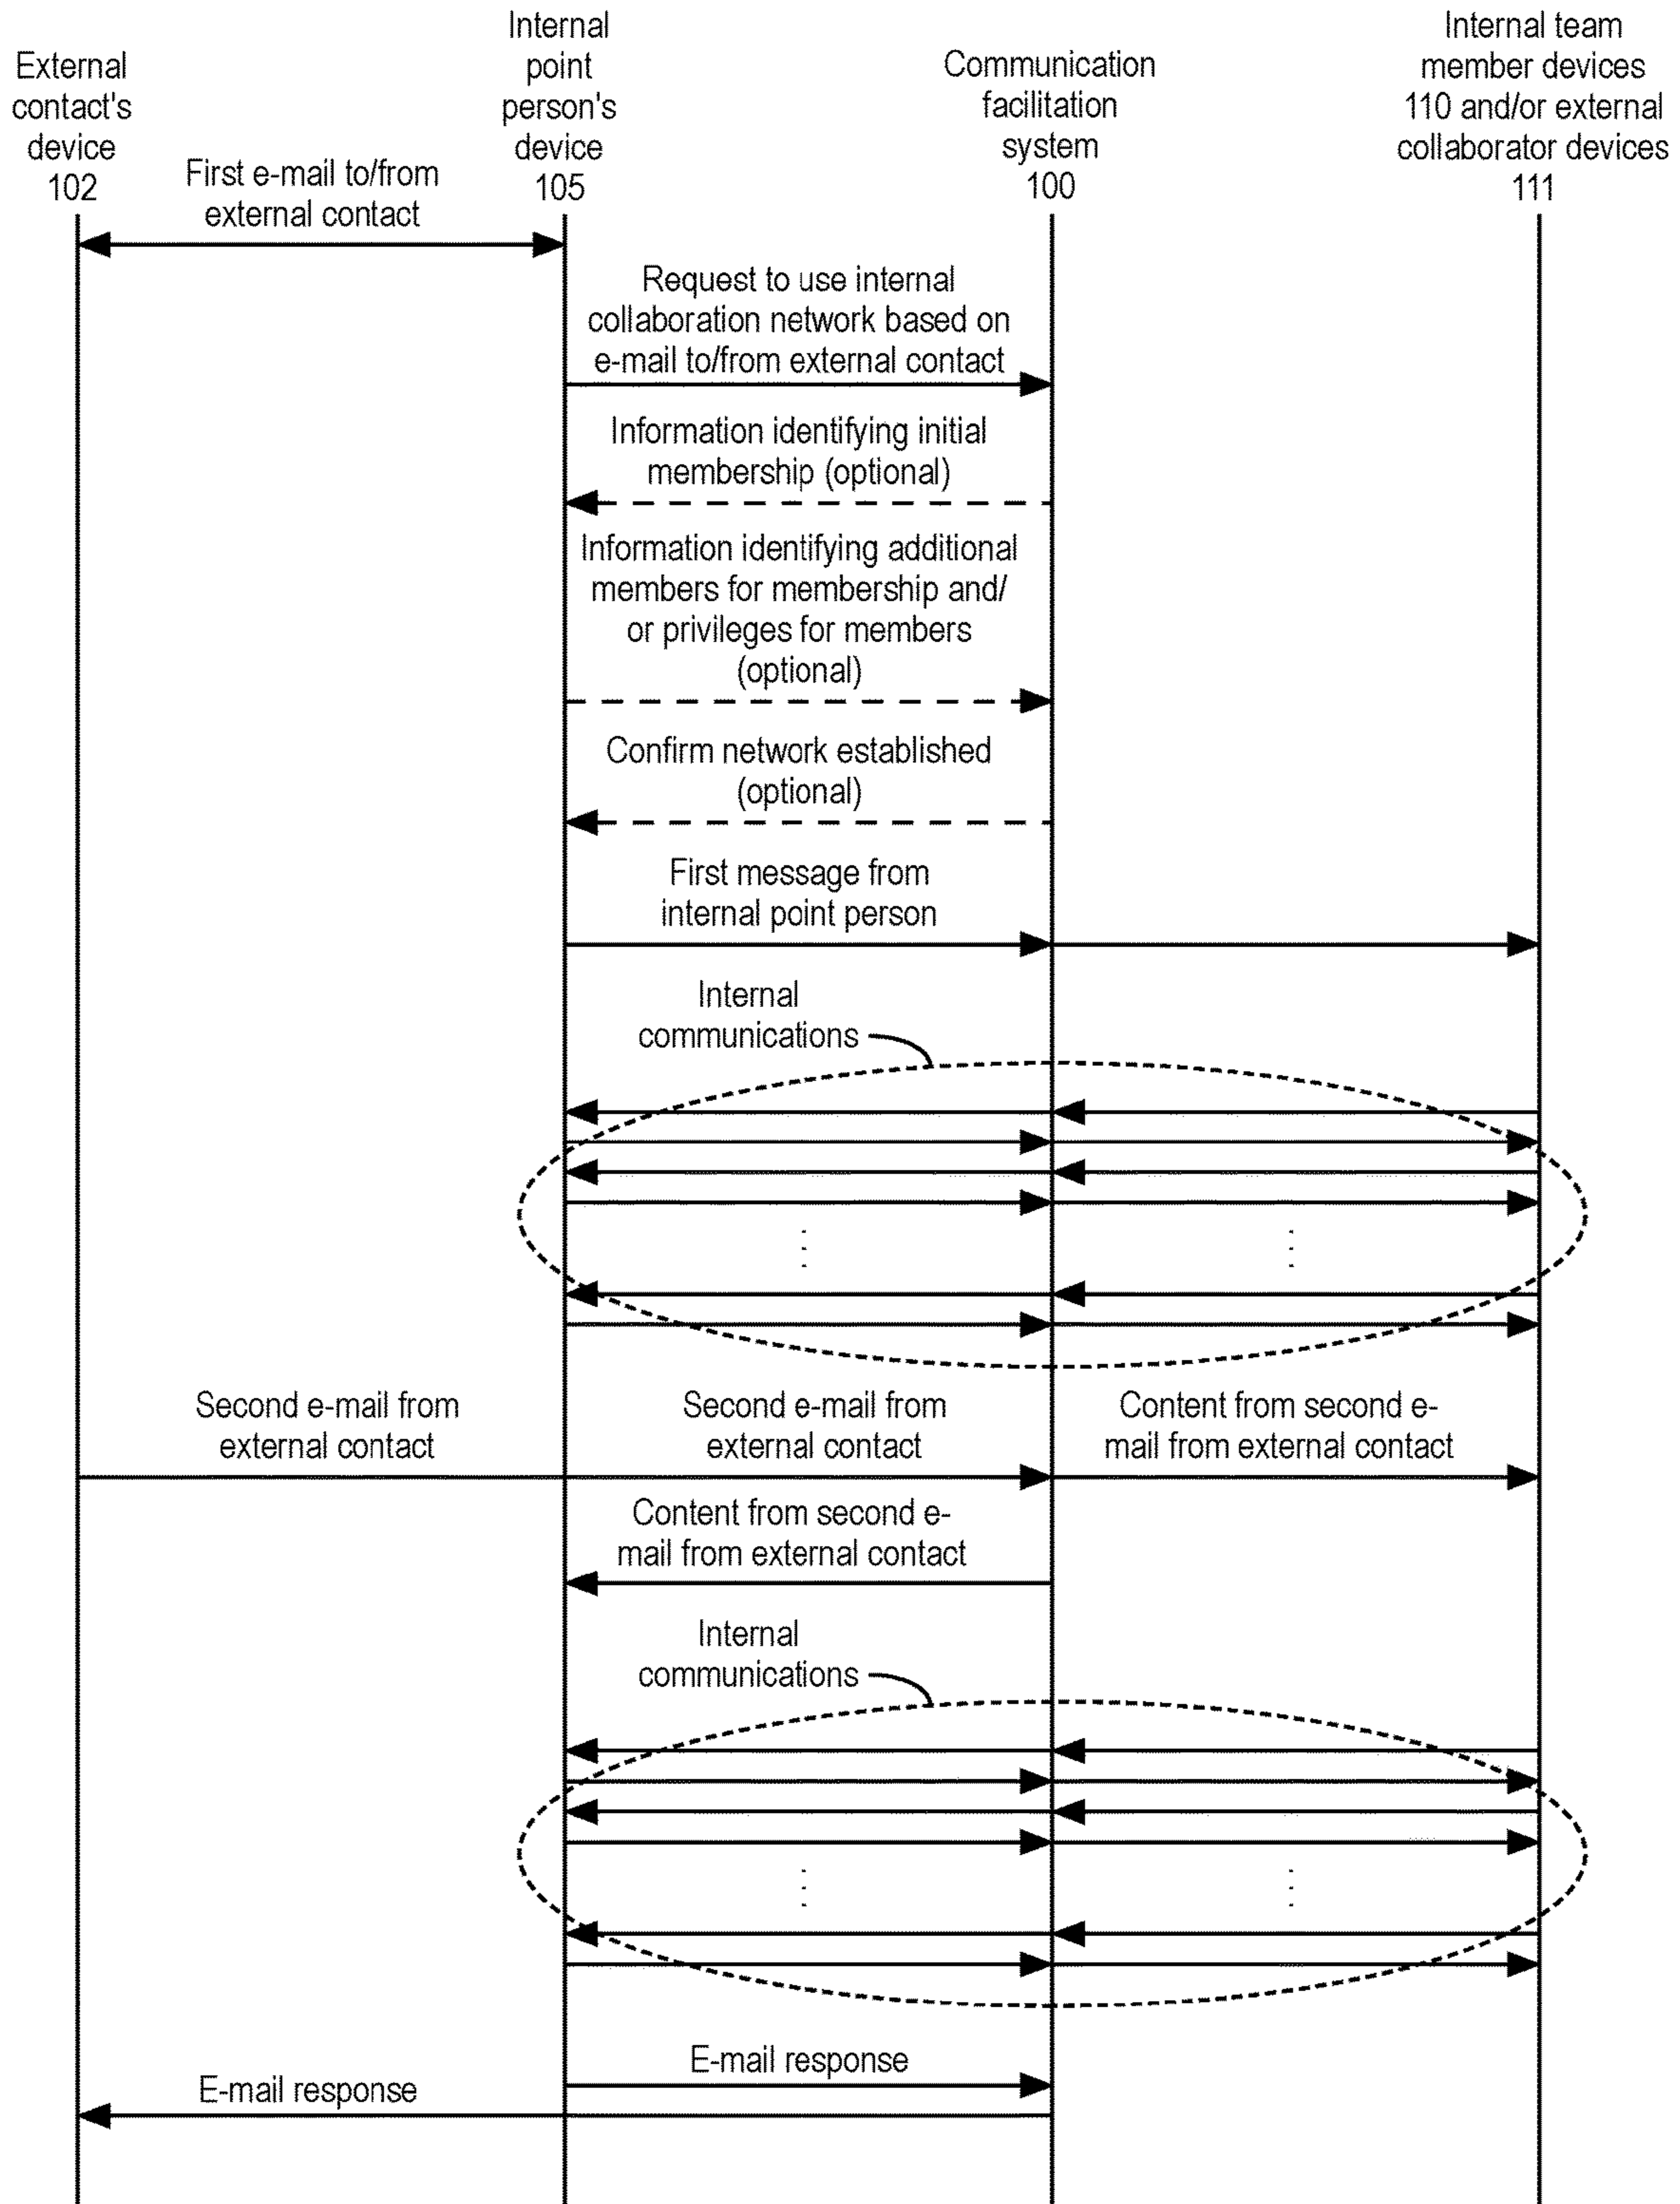 External
contact's
device
102
Internal
point
person's
device
105
Communication
facilitation
system
100
Internal team
member devices
110 and/or external
collaborator devices
111
First e-mail to/from
external contact
Request to use internal
collaboration network based on
e-mail to/from external contact
Information identifying initial
membership (optional)
Information identifying additional
members for membership and/
or privileges for members
(optional)
Confirm network established
(optional)
First message from
internal point person
Internal
communications
Second e-mail from
external contact
Second e-mail from
external contact
Content from second e-
mail from external contact
Content from second e-
mail from external contact
Internal
communications
E-mail response
E-mail response